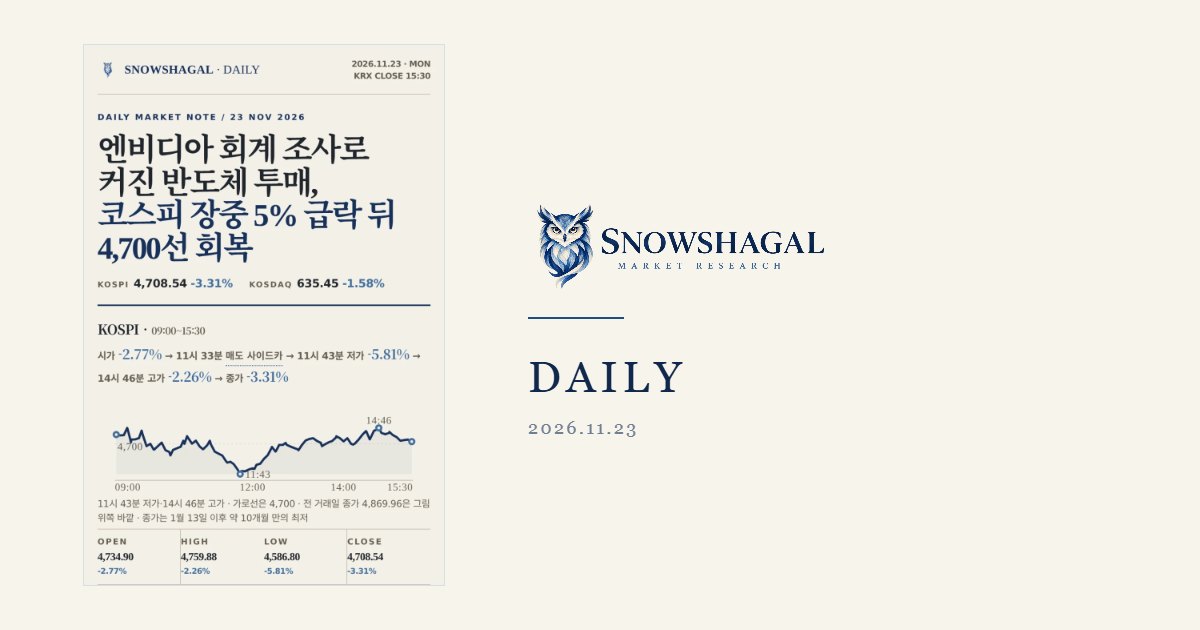 SNOWSHAGAL · DAILY
2026.11.23 · MON
KRX CLOSE 15:30
DAILY MARKET NOTE / 23 NOV 2026
엔비디아 회계 조사로
커진 반도체 투매,
코스피 장중 5% 급락 뒤
4,700선 회복
KOSPI 4,708.54 -3.31% KOSDAQ 635.45 -1.58%
KOSPI · 09:00~15:30
시가 -2.77% → 11시 33분 매도 사이드카 → 11시 43분 저가 -5.81% →
14시 46분 고가 -2.26% → 종가 -3.31%
14:46
4,700
11:43
09:00 12:00 14:00 15:30
11시 43분 저가·14시 46분 고가 · 가로선은 4,700 · 전 거래일 종가 4,869.96은 그림
위쪽 바깥 · 종가는 1월 13일 이후 약 10개월 만의 최저
OPEN HIGH LOW CLOSE
4,734.90 4,759.88 4,586.80 4,708.54
-2.77% -2.26% -5.81% -3.31%
SNOWSHAGAL
MARKET RESEARCH
DAILY
2026.11.23